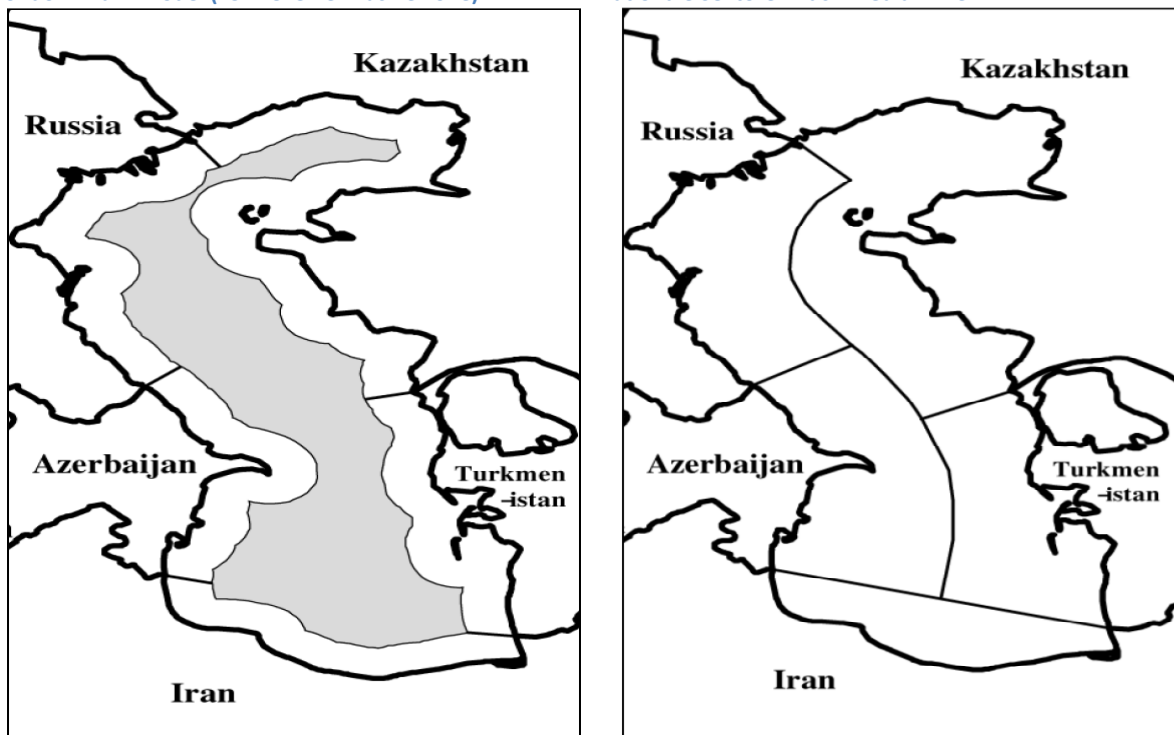 Kazakhstan
Russia
Azerbaijan
Turkmen
-istan
Iran
Kazakhstan
Russia
Azerbaijan
Turkmen
-istan
Iran